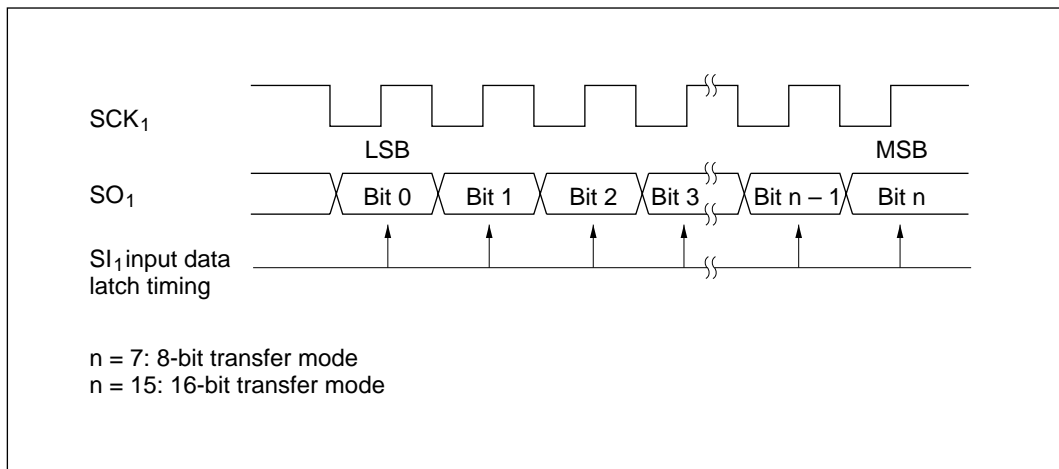 SCK1
LSB MSB
SO1 Bit 0 Bit 1 Bit 2 Bit 3 Bit n – 1 Bit n
SI1 input data
latch timing
n = 7: 8-bit transfer mode
n = 15: 16-bit transfer mode